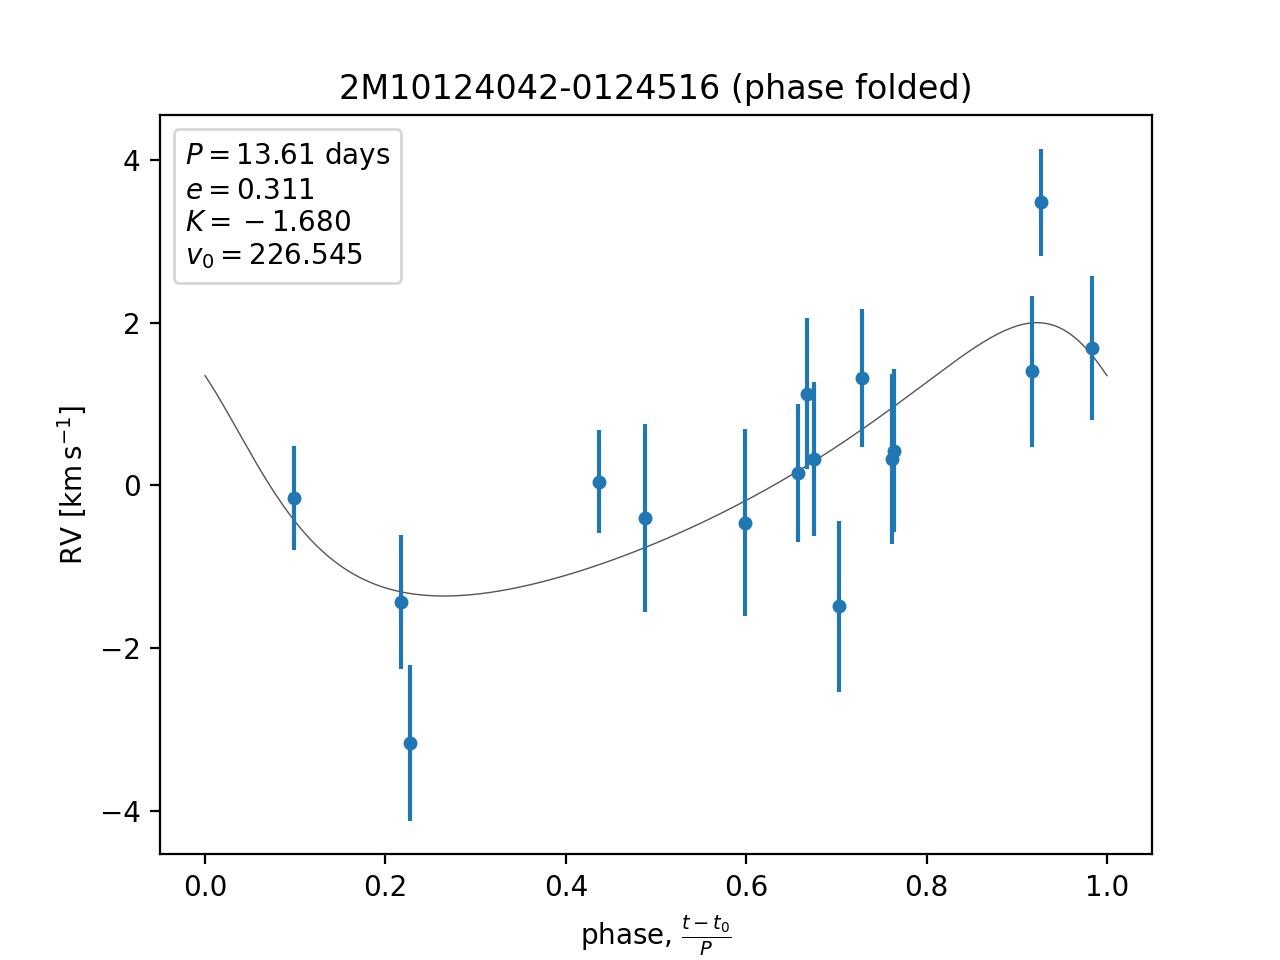 2M10124042-0124516 (phase folded)
P = 13.61 days
e = 0.311
K = −1.680
v₀ = 226.545
4
2
0
−2
−4
RV [km s⁻¹]
0.0 0.2 0.4 0.6 0.8 1.0
phase, (t − t₀)/P